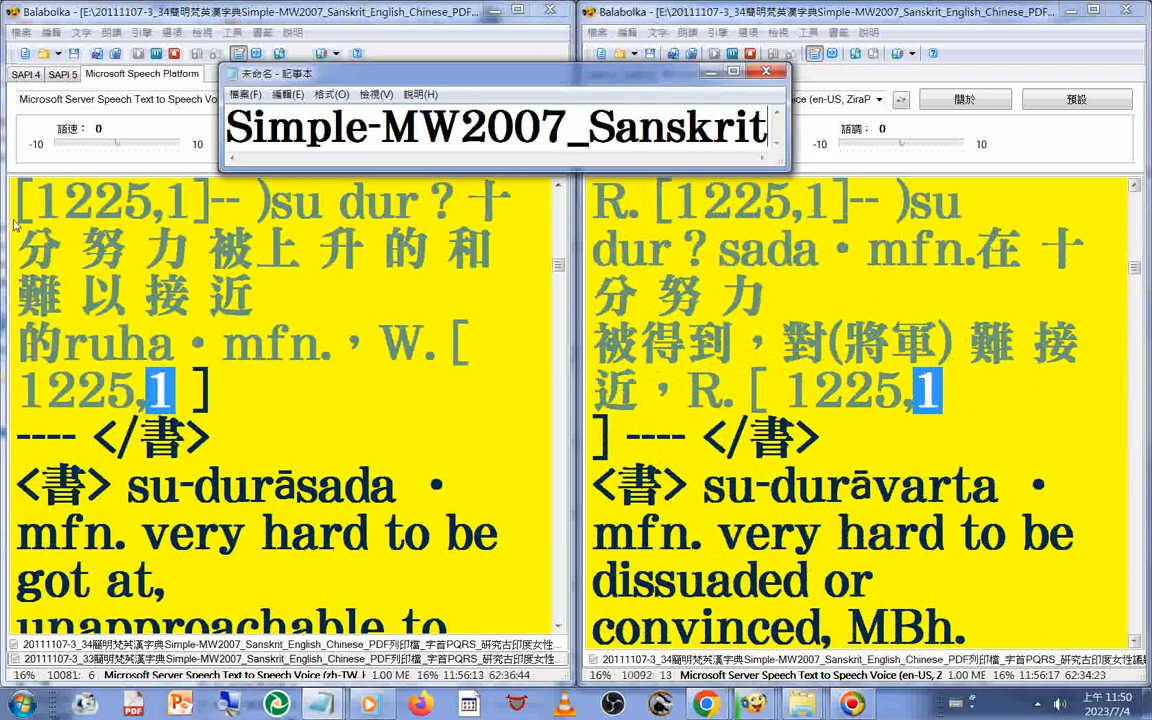 Balabolka - [E:\20111107-3_34簡明梵英漢字典Simple-MW2007_Sanskrit_English_Chinese_PDF...
檔案 編輯 文字 朗讀 引擎 選項 檢視 工具 書籤 說明
SAPI 4 SAPI 5 Microsoft Speech Platform
Microsoft Server Speech Text to Speech Vo
語速： 0
-10 10
[1225,1]-- )su dur？十
分 努 力 被上 升 的 和
難 以 接 近
的ruha‧mfn.，W. [
1225,1 ]
---- </書>
<書> su-durāsada ‧
mfn. very hard to be
got at,
unapproachable to
20111107-3_34簡明梵英漢字典Simple-MW2007_Sanskrit_English_Chinese_PDF列印檔_字首PQRS_研究古印度女性...
20111107-3_33簡明梵英漢字典Simple-MW2007_Sanskrit_English_Chinese_PDF列印檔_字首PQRS_研究古印度女性...
16% 10081: 6 Microsoft Server Speech Text to Speech Voice (zh-TW, 1.00 MB 11:56:13 62:36:44
未命名 - 記事本
檔案(F) 編輯(E) 格式(O) 檢視(V) 說明(H)
Simple-MW2007_Sanskrit
Balabolka - [E:\20111107-3_34簡明梵英漢字典Simple-MW2007_Sanskrit_English_Chinese_PDF...
檔案 編輯 文字 朗讀 引擎 選項 檢視 工具 書籤 說明
ice (en-US, ZiraP
關於 預設
語調： 0
-10 10
R. [1225,1]-- )su
dur？sada‧mfn.在 十
分 努 力
被得到，對(將軍) 難 接
近，R. [ 1225,1
] ---- </書>
<書> su-durāvarta ‧
mfn. very hard to be
dissuaded or
convinced, MBh.
20111107-3_34簡明梵英漢字典Simple-MW2007_Sanskrit_English_Chinese_PDF列印檔_字首PQRS_研究古印度女性議
16% 10092: 13 Microsoft Server Speech Text to Speech Voice (en-US, Z 1.00 MB 11:56:17 62:34:23
上午 11:50
2023/7/4